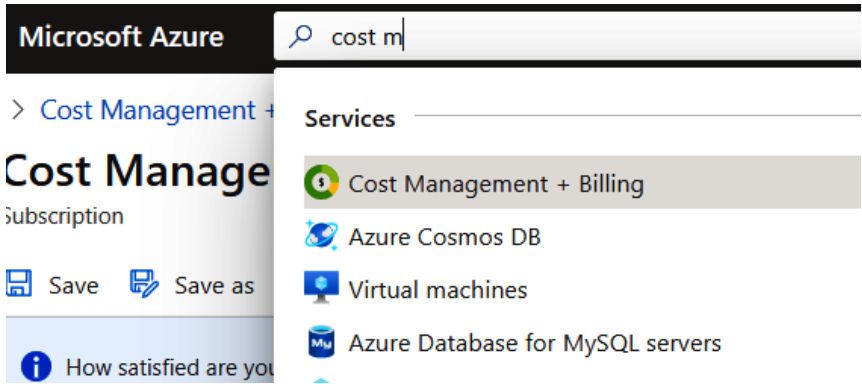 Microsoft Azure
cost m
> Cost Management +
Services
Cost Manage
Subscription
Cost Management + Billing
Azure Cosmos DB
Save Save as
Virtual machines
My Azure Database for MySQL servers
How satisfied are you